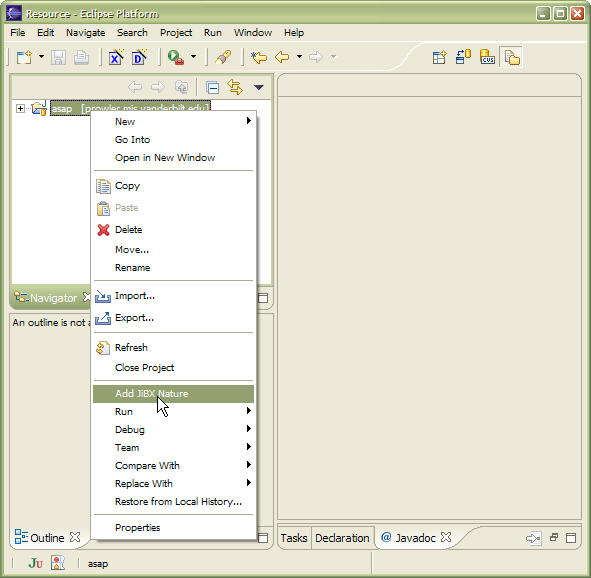 Resource - Eclipse Platform
File Edit Navigate Search Project Run Window Help
asap [prowler.mis.vanderbilt.edu]
New
Go Into
Open in New Window
Copy
Paste
Delete
Move...
Rename
Navigator
Import...
Export...
An outline is not a
Refresh
Close Project
Add JiBX Nature
Run
Debug
Team
Compare With
Replace With
Restore from Local History...
Properties
Outline
Tasks Declaration @ Javadoc
JU asap